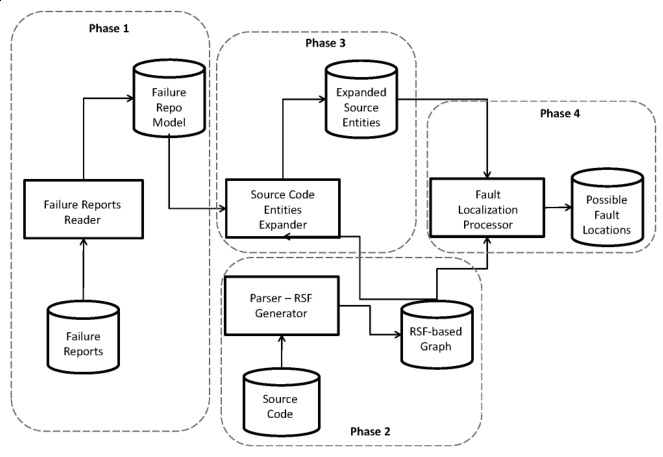 Phase 1
Failure
Repo
Model
Failure Reports
Reader
Failure
Reports
Phase 3
Expanded
Source
Entities
Source Code
Entities
Expander
Phase 4
Fault
Localization
Processor
Possible
Fault
Locations
Parser – RSF
Generator
RSF-based
Graph
Source
Code
Phase 2